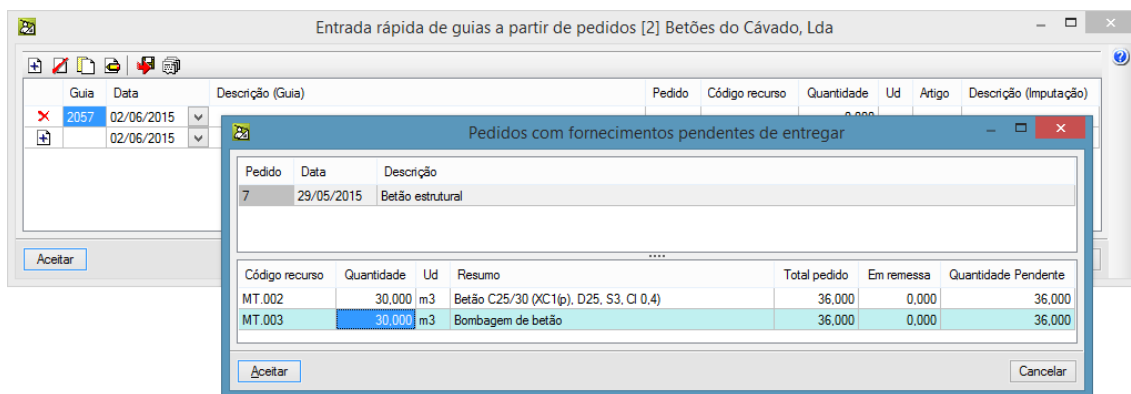 Entrada rápida de guias a partir de pedidos [2] Betões do Cávado, Lda
Guia Data Descrição (Guia) Pedido Código recurso Quantidade Ud Artigo Descrição (Imputação)
2057 02/06/2015 0,000
02/06/2015
Aceitar
Pedidos com fornecimentos pendentes de entregar
Pedido Data Descrição
7 29/05/2015 Betão estrutural
Código recurso Quantidade Ud Resumo Total pedido Em remessa Quantidade Pendente
MT.002 30,000 m3 Betão C25/30 (XC1(p), D25, S3, Cl 0,4) 36,000 0,000 36,000
MT.003 30,000 m3 Bombagem de betão 36,000 0,000 36,000
Aceitar Cancelar